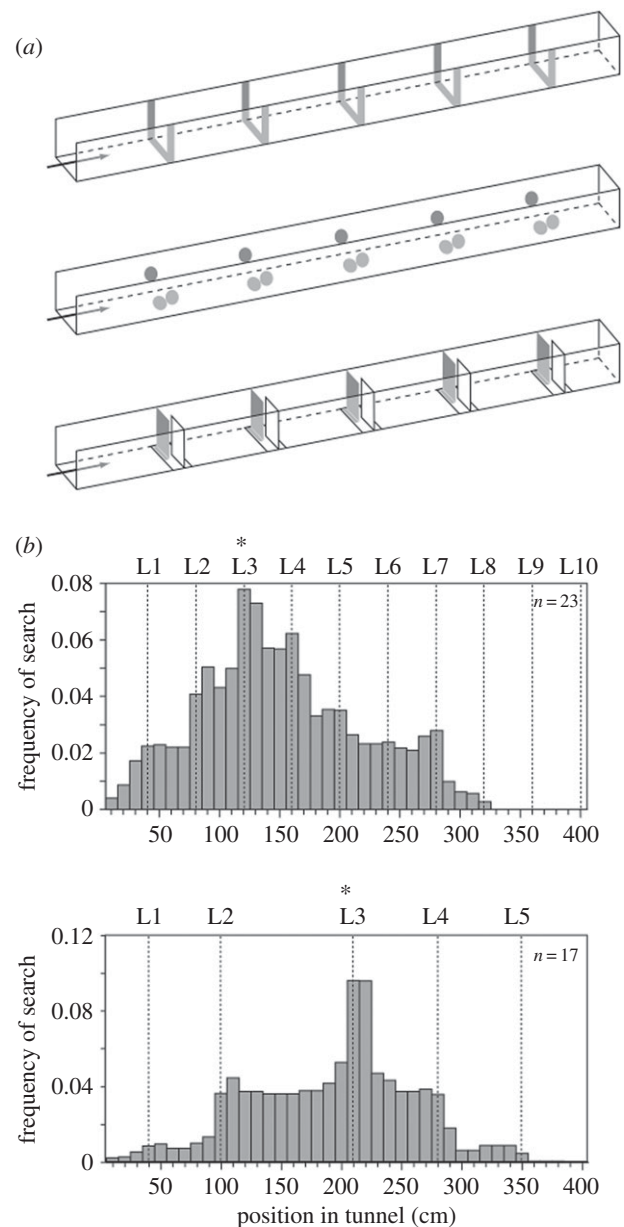 (a)
(b)
*
L1 L2 L3 L4 L5 L6 L7 L8 L9 L10
0.08
n = 23
0.06
0.04
0.02
0
frequency of search
50 100 150 200 250 300 350 400
*
L1 L2 L3 L4 L5
0.12
n = 17
0.08
0.04
0
frequency of search
50 100 150 200 250 300 350 400
position in tunnel (cm)